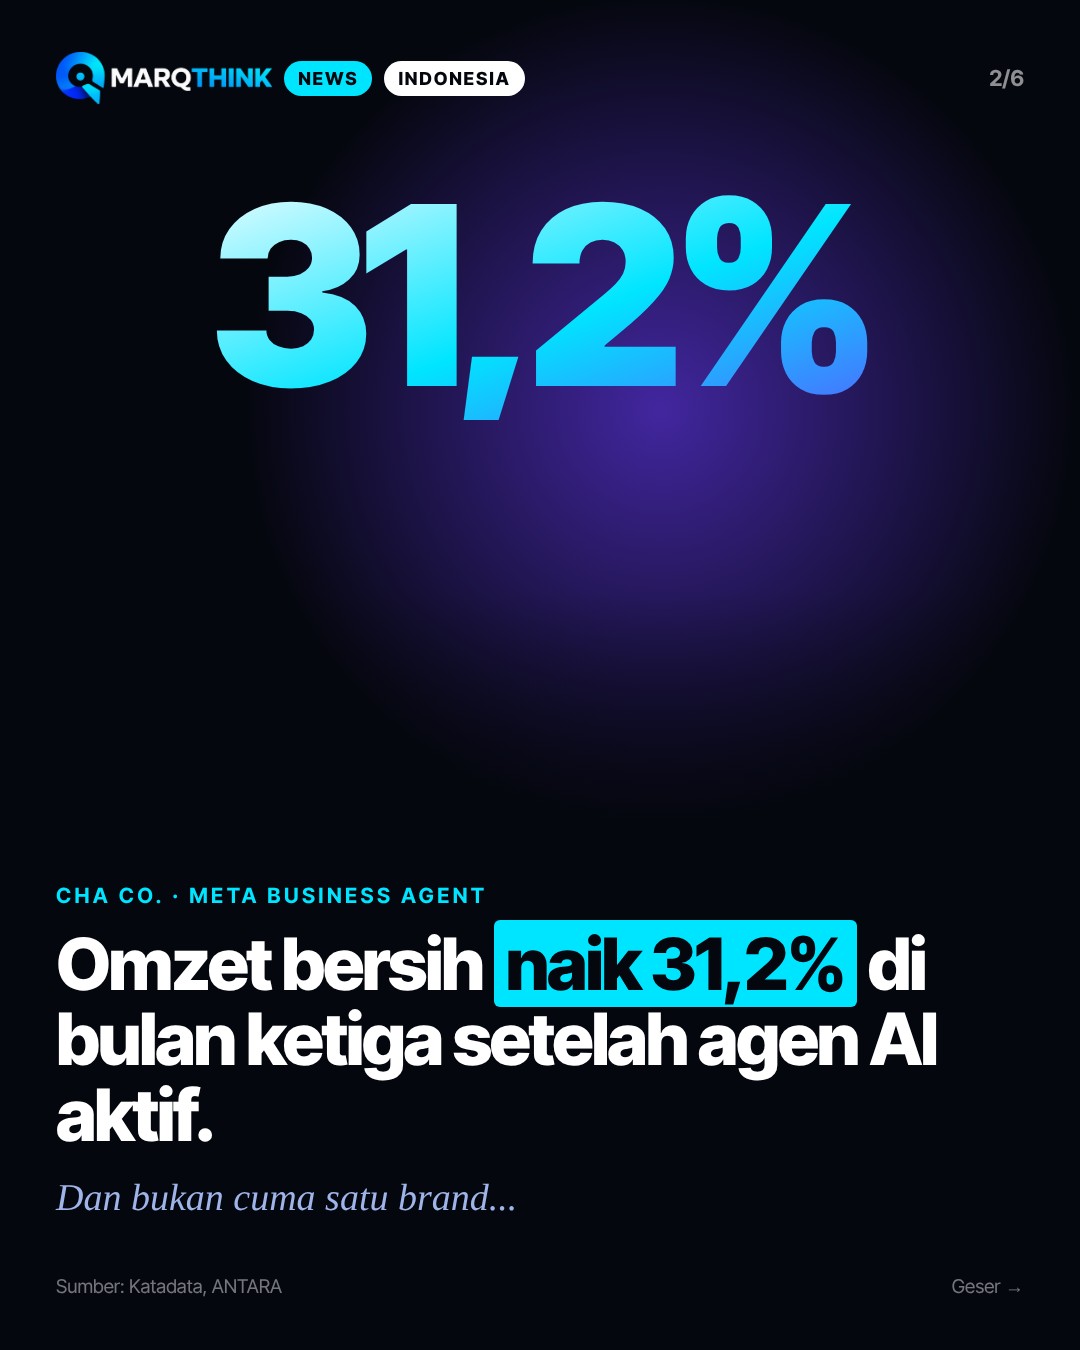 MARQTHINK NEWS INDONESIA 2/6
31,2%
CHA CO. · META BUSINESS AGENT
Omzet bersih naik 31,2% di
bulan ketiga setelah agen AI
aktif.
Dan bukan cuma satu brand...
Sumber: Katadata, ANTARA
Geser →